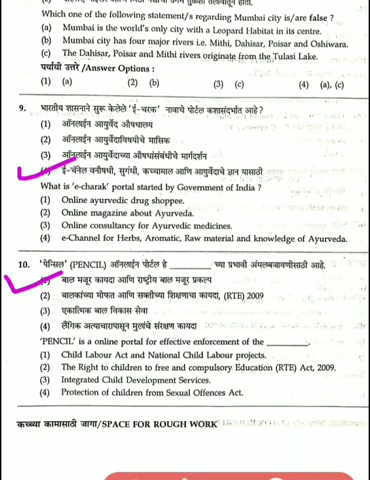 Which one of the following statement/s regarding Mumbai city is/are false ?
(a) Mumbai is the world's only city with a Leopard Habitat in its centre.
(b) Mumbai city has four major rivers i.e. Mithi, Dahisar, Poisar and Oshiwara.
(c) The Dahisar, Poisar and Mithi rivers originate from the Tulasi Lake.
पर्यायी उत्तरे /Answer Options :
(1) (a) (2) (b) (3) (c) (4) (a), (c)
9. भारतीय शासनाने सुरू केलेले 'ई-चरक' नावाचे पोर्टल कशासंदर्भात आहे ?
(1) ऑनलाईन आयुर्वेद औषधालय
(2) ऑनलाईन आयुर्वेदाविषयीचे मासिक
(3) ऑनलाईन आयुर्वेदाच्या औषधांसंबंधीचे मार्गदर्शन
ई-चॅनेल वनौषधी, सुगंधी, कच्चामाल आणि आयुर्वेदाचे ज्ञान यासाठी
What is 'e-charak' portal started by Government of India ?
(1) Online ayurvedic drug shoppee.
(2) Online magazine about Ayurveda.
(3) Online consultancy for Ayurvedic medicines.
(4) e-Channel for Herbs, Aromatic, Raw material and knowledge of Ayurveda.
10. 'पेन्सिल' (PENCIL) ऑनलाईन पोर्टल हे ________ च्या प्रभावी अंमलबजावणीसाठी आहे.
(1) बाल मजूर कायदा आणि राष्ट्रीय बाल मजूर प्रकल्प
(2) बालकांच्या मोफत आणि सक्तीच्या शिक्षणाचा कायदा, (RTE) 2009
(3) एकात्मिक बाल विकास सेवा
(4) लैंगिक अत्याचारापासून मुलांचे संरक्षण कायदा
'PENCIL' is a online portal for effective enforcement of the ________.
(1) Child Labour Act and National Child Labour projects.
(2) The Right to children to free and compulsory Education (RTE) Act, 2009.
(3) Integrated Child Development Services.
(4) Protection of children from Sexual Offences Act.
कच्च्या कामासाठी जागा/SPACE FOR ROUGH WORK